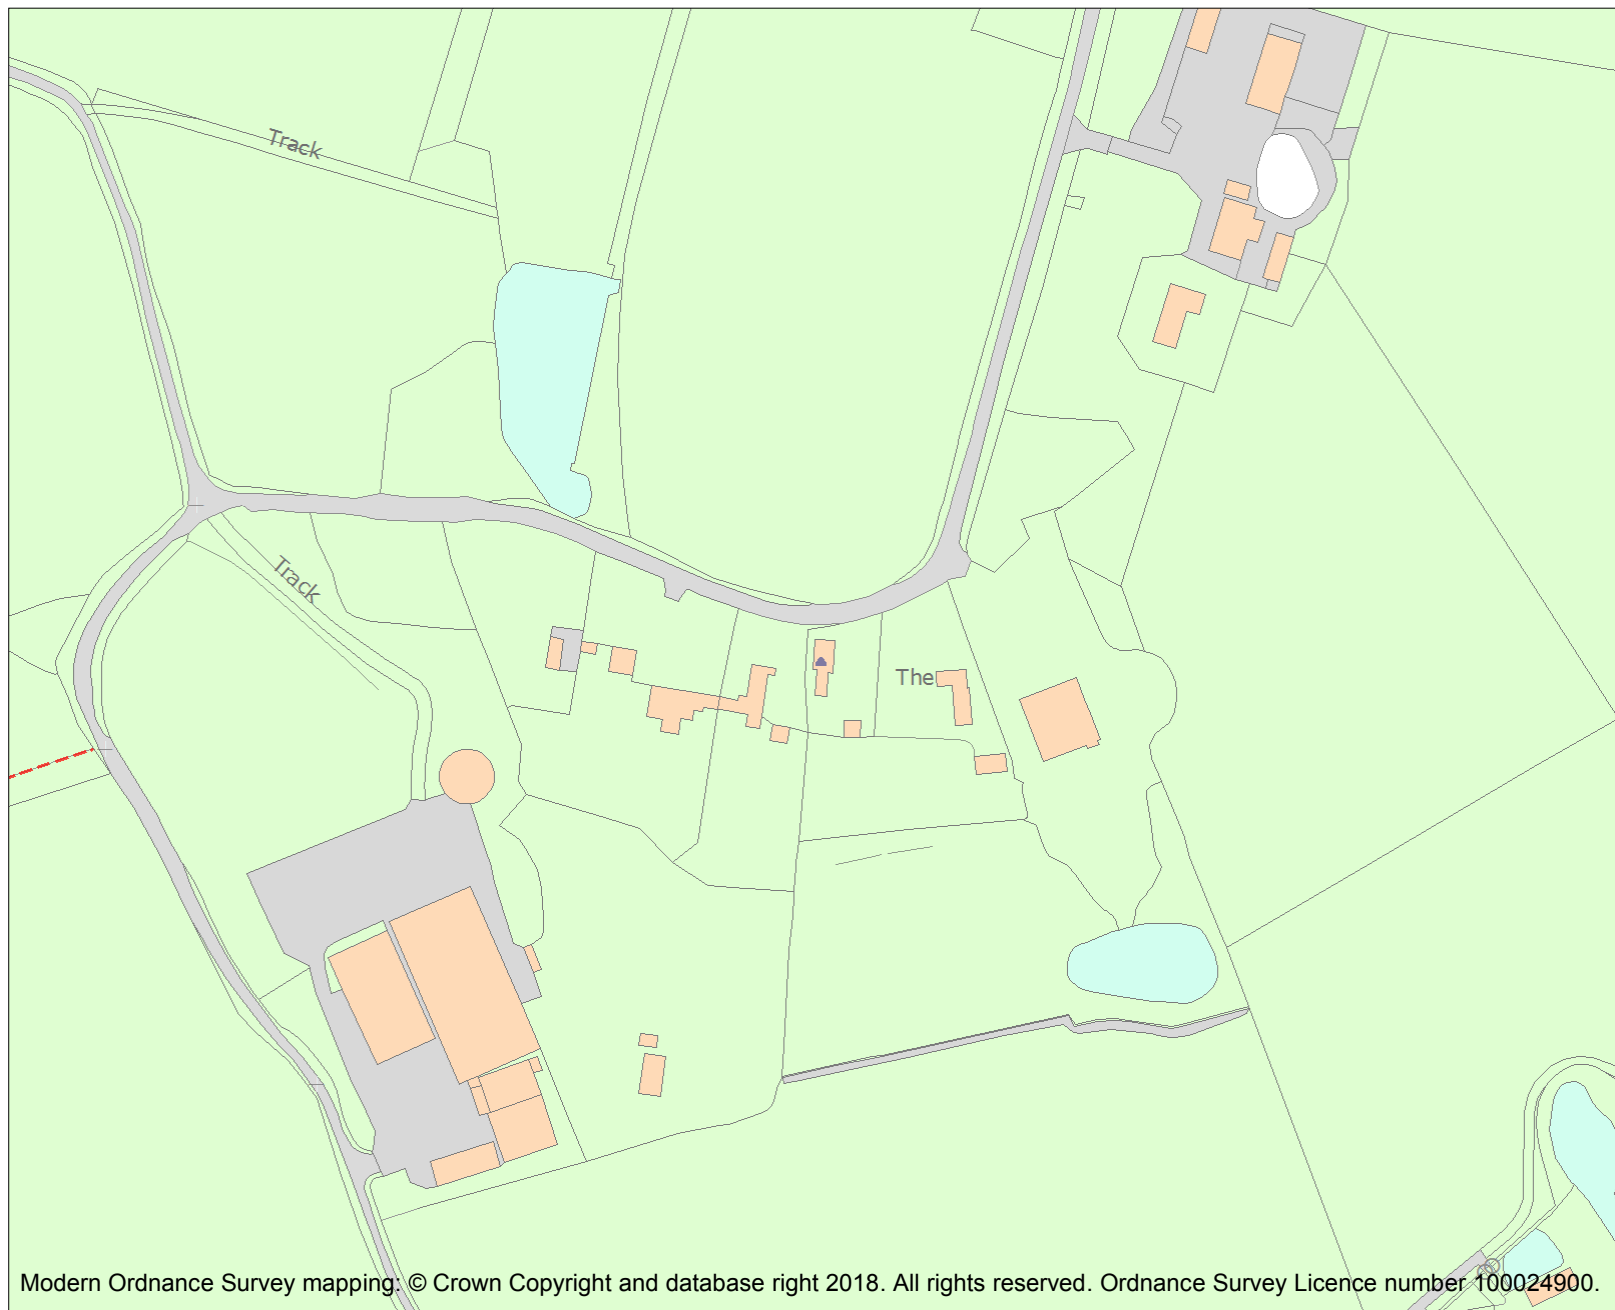 Track
Track
The
Modern Ordnance Survey mapping: © Crown Copyright and database right 2018. All rights reserved. Ordnance Survey Licence number 100024900.